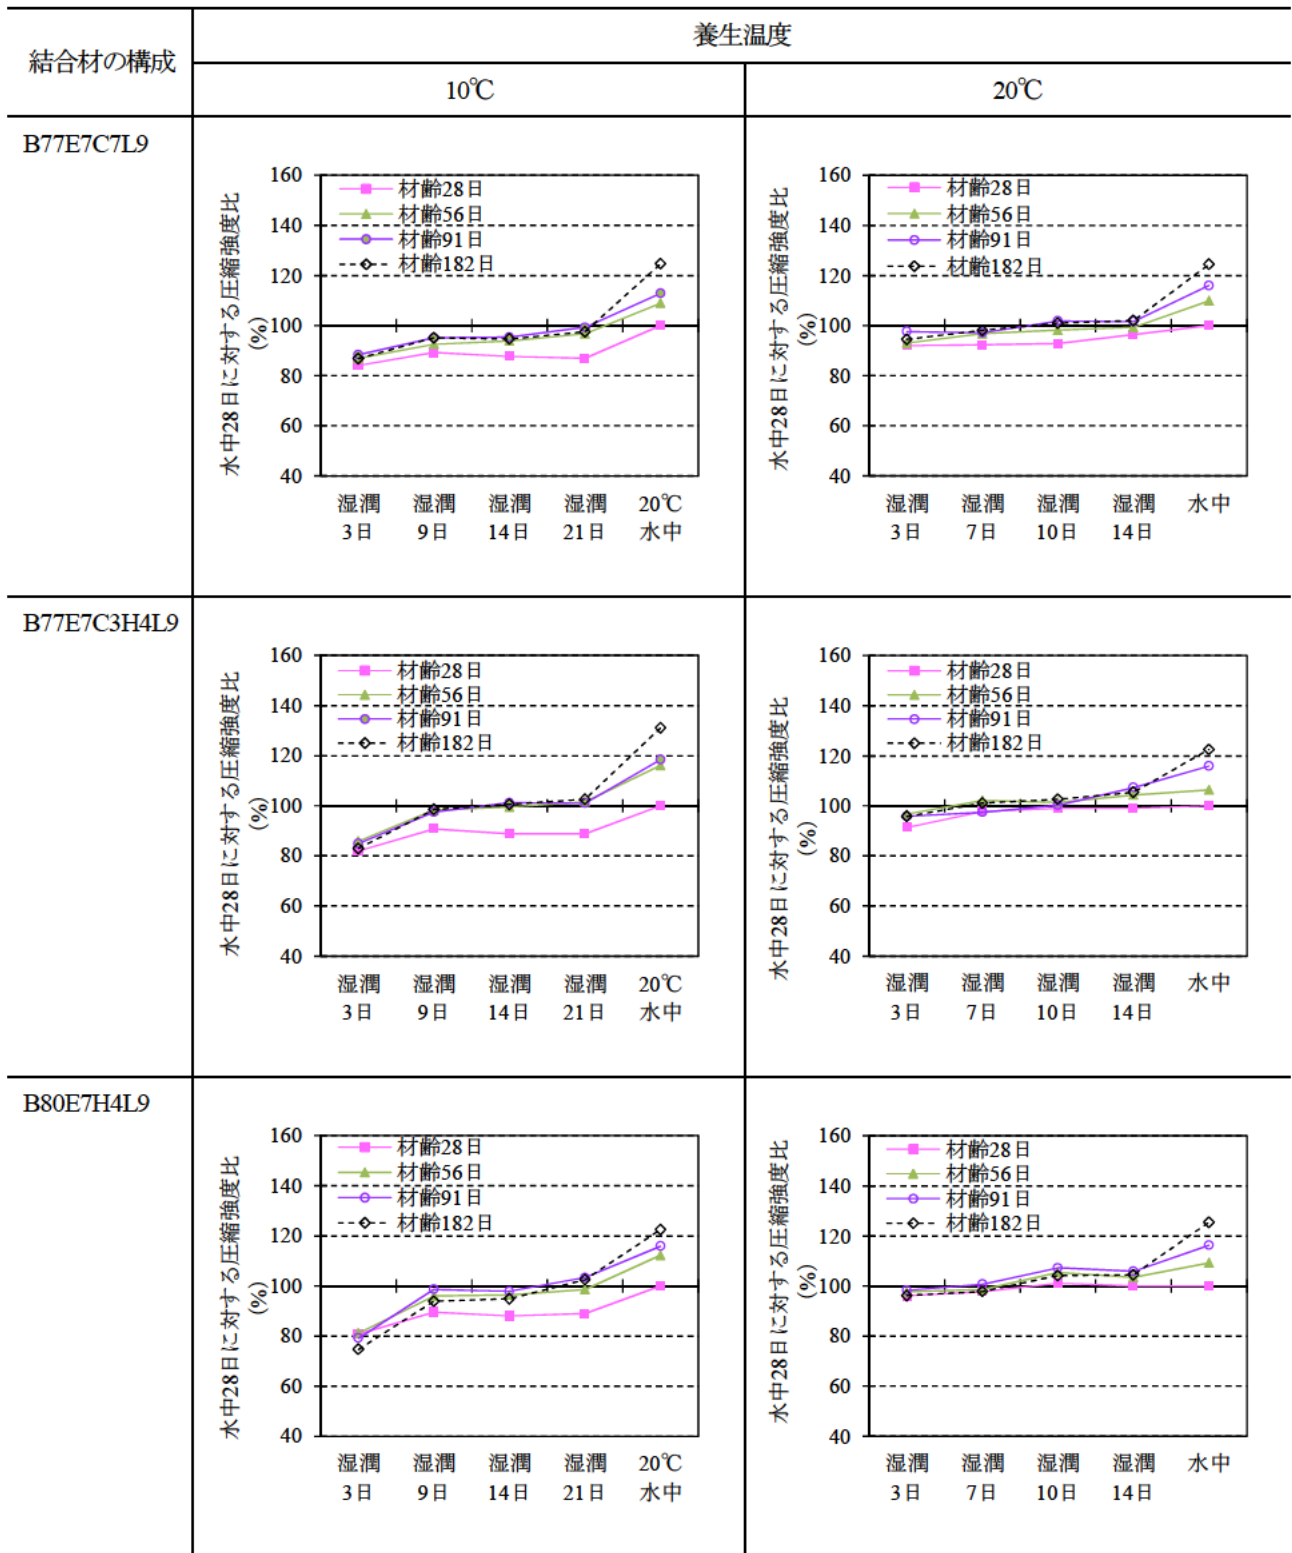 結合材の構成
養生温度
10℃
20℃
B77E7C7L9
水中28日に対する圧縮強度比
(%)
160
140
120
100
80
60
40
材齢28日
材齢56日
材齢91日
材齢182日
湿潤 湿潤 湿潤 湿潤 20℃
3日 9日 14日 21日 水中
水中28日に対する圧縮強度比
(%)
160
140
120
100
80
60
40
材齢28日
材齢56日
材齢91日
材齢182日
湿潤 湿潤 湿潤 湿潤 水中
3日 7日 10日 14日
B77E7C3H4L9
水中28日に対する圧縮強度比
(%)
160
140
120
100
80
60
40
材齢28日
材齢56日
材齢91日
材齢182日
湿潤 湿潤 湿潤 湿潤 20℃
3日 9日 14日 21日 水中
水中28日に対する圧縮強度比
(%)
160
140
120
100
80
60
40
材齢28日
材齢56日
材齢91日
材齢182日
湿潤 湿潤 湿潤 湿潤 水中
3日 7日 10日 14日
B80E7H4L9
水中28日に対する圧縮強度比
(%)
160
140
120
100
80
60
40
材齢28日
材齢56日
材齢91日
材齢182日
湿潤 湿潤 湿潤 湿潤 20℃
3日 9日 14日 21日 水中
水中28日に対する圧縮強度比
(%)
160
140
120
100
80
60
40
材齢28日
材齢56日
材齢91日
材齢182日
湿潤 湿潤 湿潤 湿潤 水中
3日 7日 10日 14日